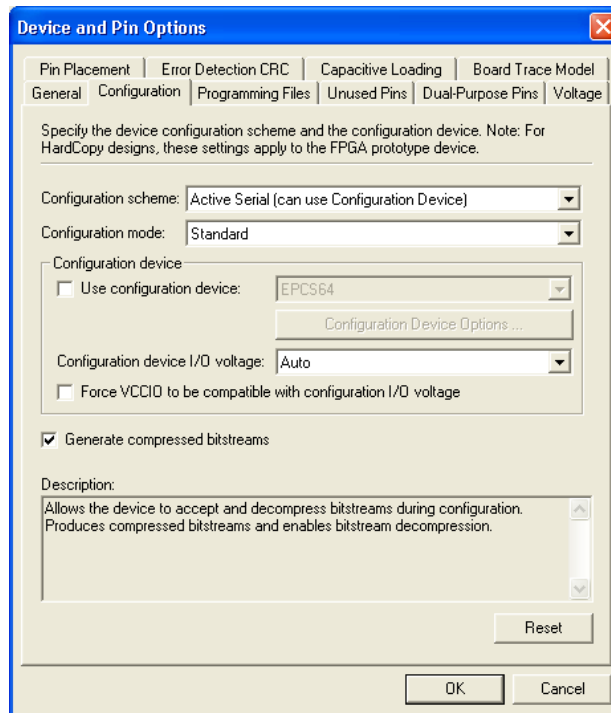 Device and Pin Options
Pin Placement Error Detection CRC Capacitive Loading Board Trace Model
General Configuration Programming Files Unused Pins Dual-Purpose Pins Voltage
Specify the device configuration scheme and the configuration device. Note: For
HardCopy designs, these settings apply to the FPGA prototype device.
Configuration scheme: Active Serial (can use Configuration Device)
Configuration mode: Standard
Configuration device
Use configuration device: EPCS64
Configuration Device Options ...
Configuration device I/O voltage: Auto
Force VCCIO to be compatible with configuration I/O voltage
Generate compressed bitstreams
Description:
Allows the device to accept and decompress bitstreams during configuration.
Produces compressed bitstreams and enables bitstream decompression.
Reset
OK Cancel